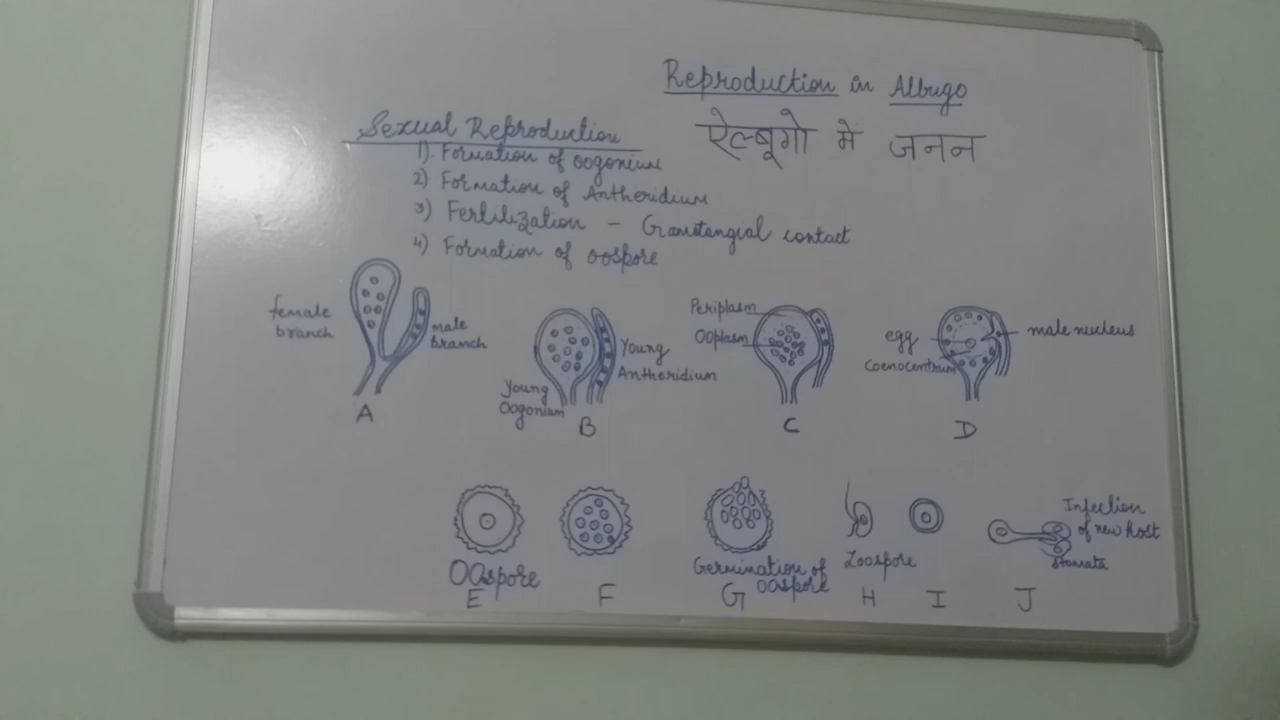 Reproduction in Albugo
ऐल्बूगो में जनन
Sexual Reproduction
1). Formation of oogonium
2) Formation of Antheridium
3) Fertilization - Gametangial contact
4) Formation of oospore
female
branch
male
branch
A
Young
Oogonium
Young
Antheridium
B
Periplasm
Ooplasm
C
egg
Coenocentrum
male nucleus
D
OOspore
E
F
Germination of
oospore
G
Zoospore
H
I
Infection
of new host
Stomata
J